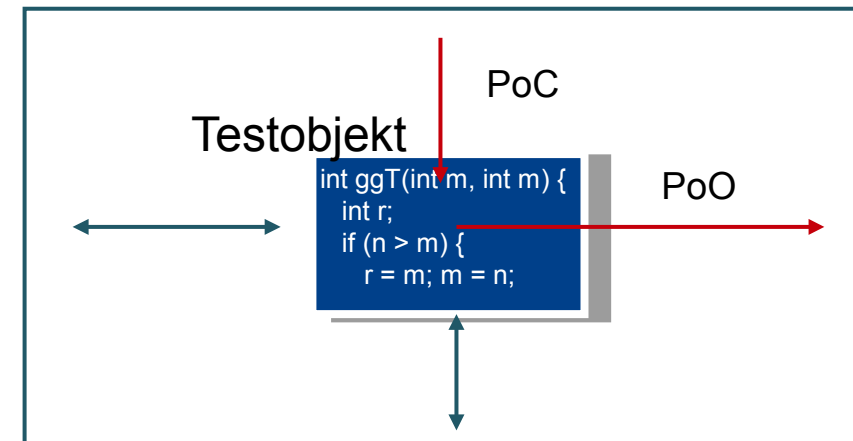 PoC
Testobjekt
int ggT(int m, int m) {
int r;
if (n > m) {
r = m; m = n;
PoO